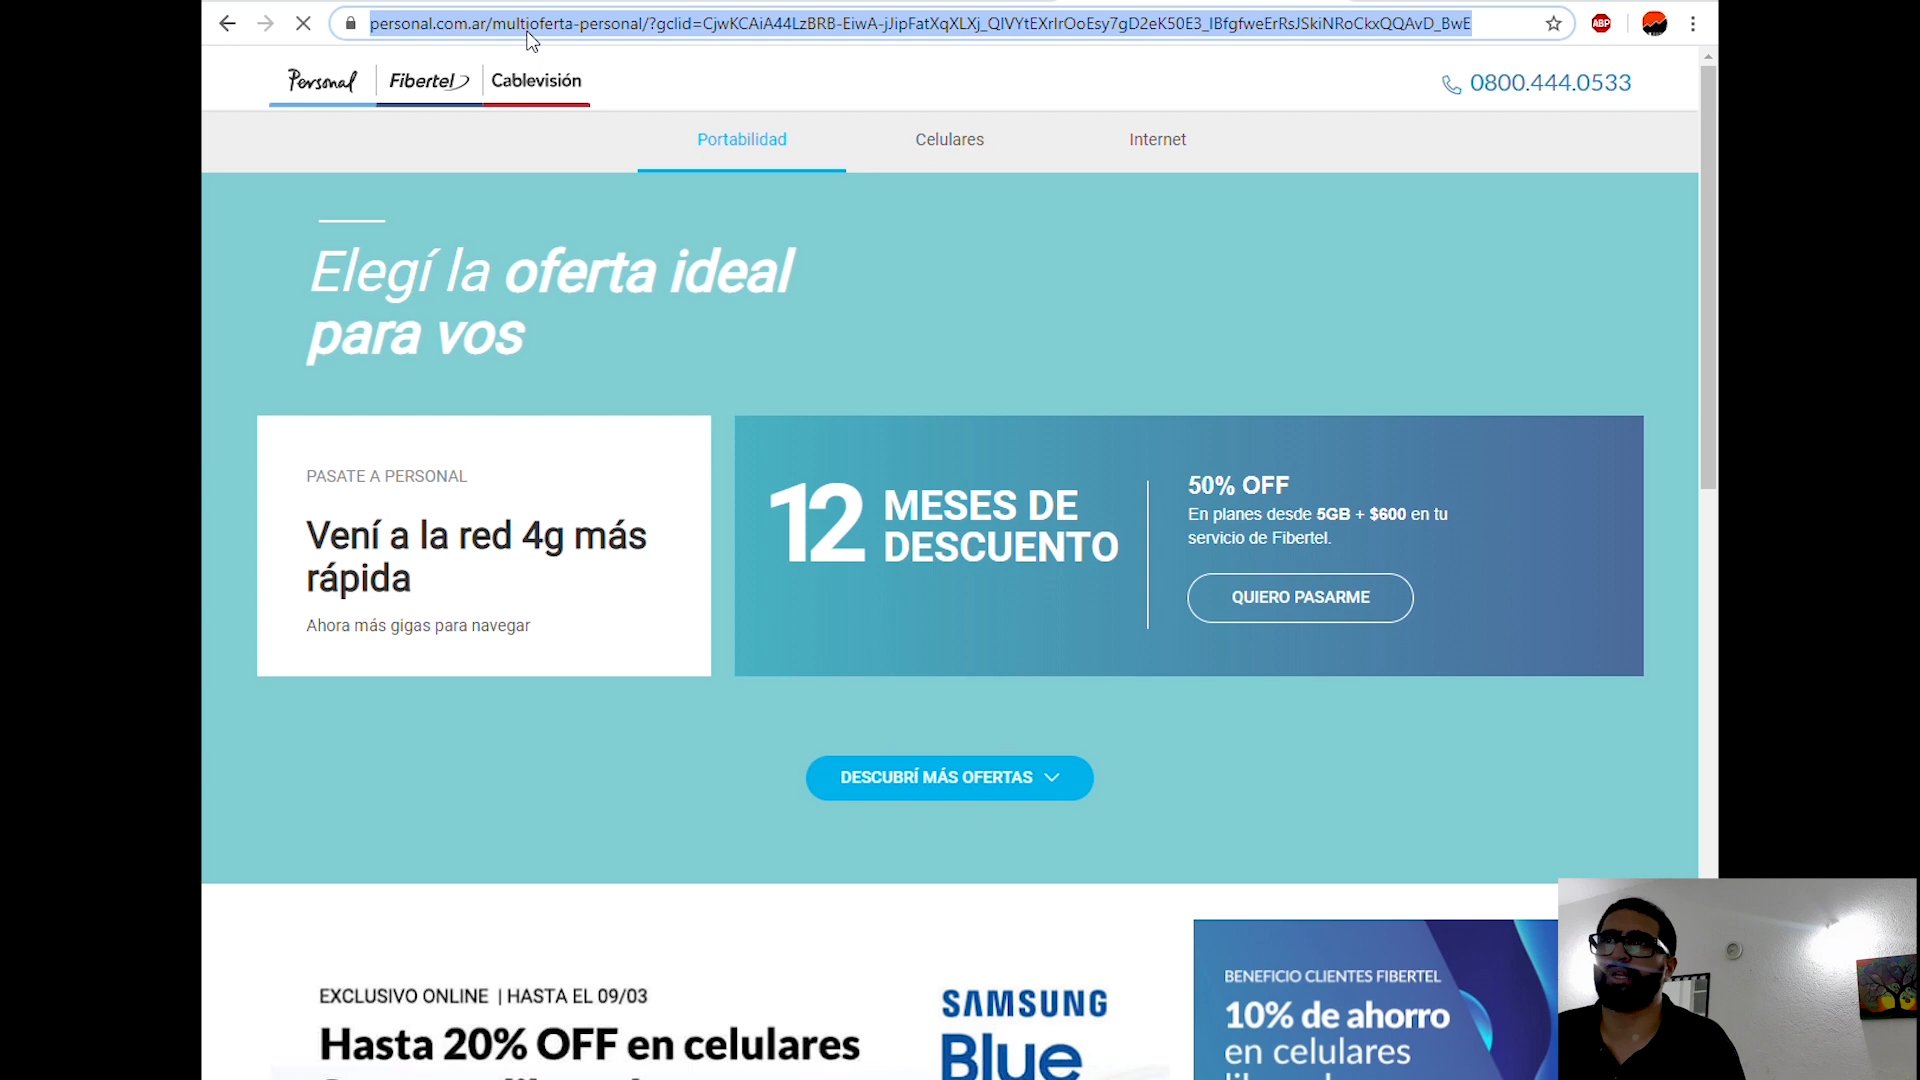 personal.com.ar/multioferta-personal/?gclid=CjwKCAiA44LzBRB-EiwA-jJipFatXqXLXj_QlVYtEXrIrOoEsy7gD2eK50E3_lBfgfweErRsJSkiNRoCkxQQAvD_BwE
ABP
Personal Fibertel Cablevisión
0800.444.0533
Portabilidad Celulares Internet
Elegí la oferta ideal
para vos
PASATE A PERSONAL
Vení a la red 4g más
rápida
Ahora más gigas para navegar
12 MESES DE
DESCUENTO
50% OFF
En planes desde 5GB + $600 en tu
servicio de Fibertel.
QUIERO PASARME
DESCUBRÍ MÁS OFERTAS
EXCLUSIVO ONLINE | HASTA EL 09/03
Hasta 20% OFF en celulares
SAMSUNG
Blue
BENEFICIO CLIENTES FIBERTEL
10% de ahorro
en celulares